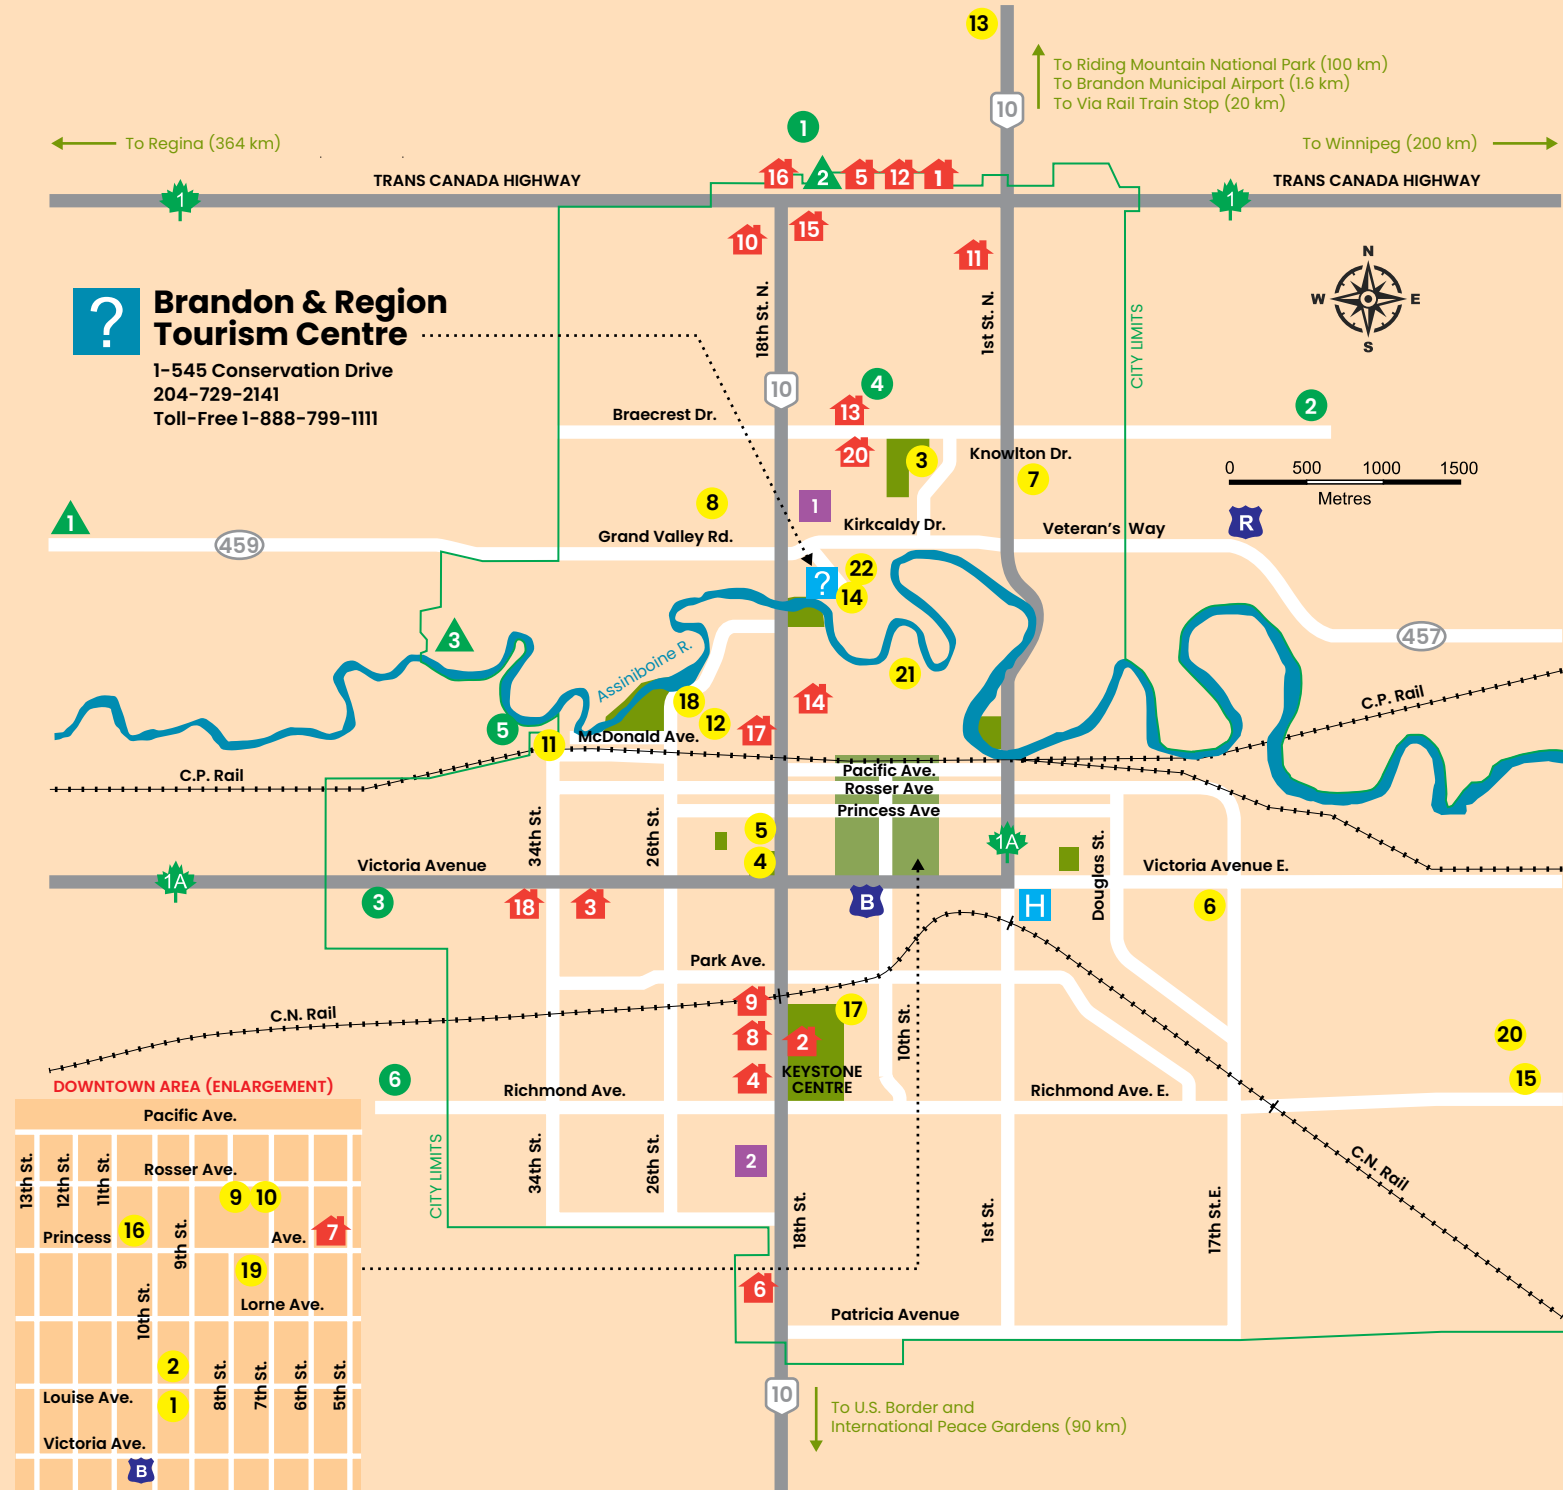 13
To Riding Mountain National Park (100 km)
To Brandon Municipal Airport (1.6 km)
To Via Rail Train Stop (20 km)
10
1
To Regina (364 km)
To Winnipeg (200 km)
TRANS CANADA HIGHWAY
16
2
5
12
1
TRANS CANADA HIGHWAY
1
1
10
15
11
N
W
E
S
Brandon & Region
Tourism Centre
?
1-545 Conservation Drive
204-729-2141
Toll-Free 1-888-799-1111
18th St. N.
1st St. N.
CITY LIMITS
10
4
13
2
Braecrest Dr.
20
3
Knowlton Dr.
7
0 500 1000 1500
Metres
8
1
R
1
459
Grand Valley Rd.
Kirkcaldy Dr.
Veteran's Way
?
22
14
457
3
Assiniboine R.
21
18
12
14
17
5
11
McDonald Ave.
C.P. Rail
C.P. Rail
Pacific Ave.
Rosser Ave
Princess Ave
34th St.
26th St.
5
4
1A
Douglas St.
Victoria Avenue
Victoria Avenue E.
1A
3
18
3
B
H
6
Park Ave.
C.N. Rail
9
8
4
2
17
KEYSTONE
CENTRE
10th St.
20
15
6
Richmond Ave.
Richmond Ave. E.
C.N. Rail
CITY LIMITS
34th St.
26th St.
2
18th St.
1st St.
17th St.E.
6
Patricia Avenue
10
To U.S. Border and
International Peace Gardens (90 km)
DOWNTOWN AREA (ENLARGEMENT)
Pacific Ave.
13th St.
12th St.
11th St.
Rosser Ave.
9
10
Princess
16
9th St.
Ave.
7
19
10th St.
Lorne Ave.
2
8th St.
7th St.
6th St.
5th St.
Louise Ave.
1
Victoria Ave.
B